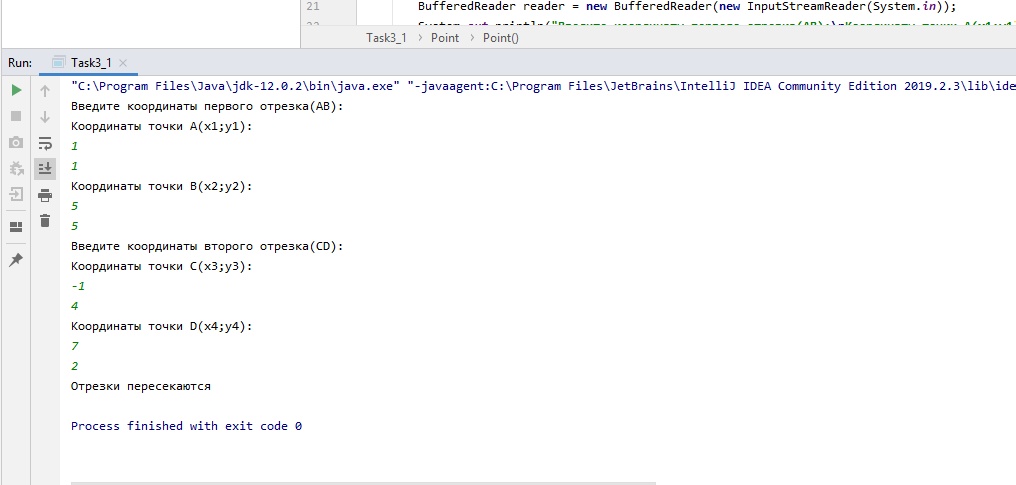 21 BufferedReader reader = new BufferedReader(new InputStreamReader(System.in));
Task3_1 › Point › Point()
Run: Task3_1 ×
"C:\Program Files\Java\jdk-12.0.2\bin\java.exe" "-javaagent:C:\Program Files\JetBrains\IntelliJ IDEA Community Edition 2019.2.3\lib\ide
Введите координаты первого отрезка(AB):
Координаты точки A(x1;y1):
1
1
Координаты точки B(x2;y2):
5
5
Введите координаты второго отрезка(CD):
Координаты точки C(x3;y3):
-1
4
Координаты точки D(x4;y4):
7
2
Отрезки пересекаются
Process finished with exit code 0